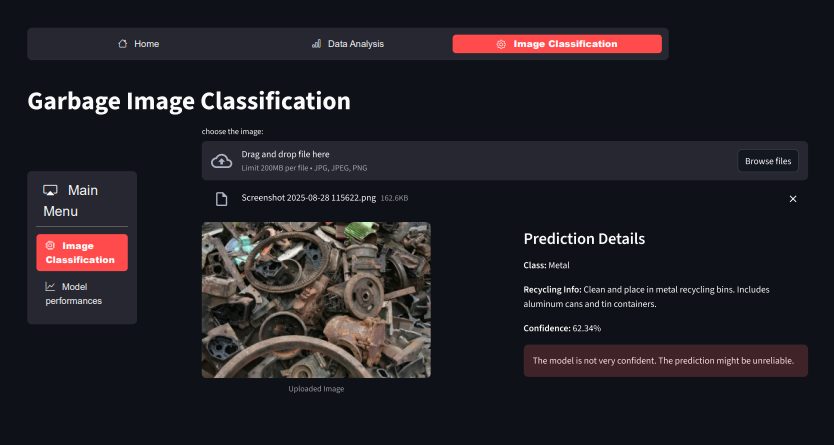 Home
Data Analysis
Image Classification
Garbage Image Classification
choose the image:
Drag and drop file here
Limit 200MB per file • JPG, JPEG, PNG
Browse files
Main
Menu
Image
Classification
Model
performances
Screenshot 2025-08-28 115622.png 162.6KB
Uploaded Image
Prediction Details
Class: Metal
Recycling Info: Clean and place in metal recycling bins. Includes
aluminum cans and tin containers.
Confidence: 62.34%
The model is not very confident. The prediction might be unreliable.